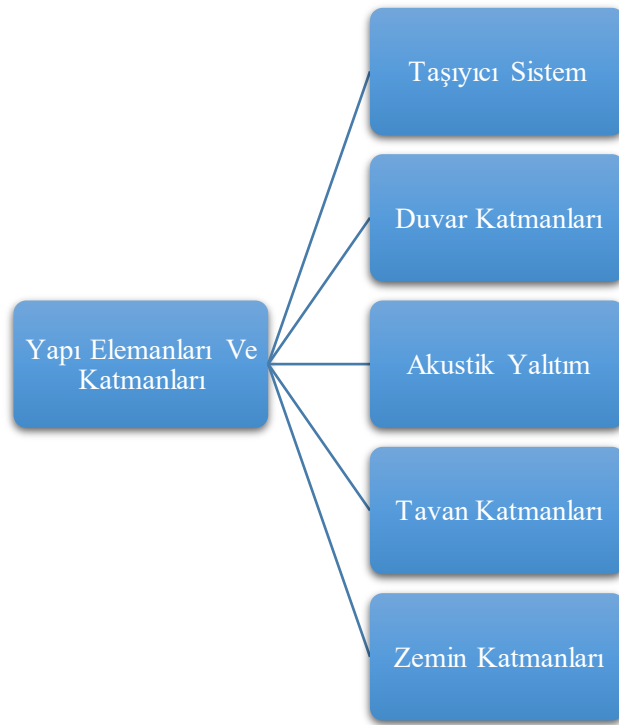 Taşıyıcı Sistem
Duvar Katmanları
Yapı Elemanları Ve
Katmanları
Akustik Yalıtım
Tavan Katmanları
Zemin Katmanları